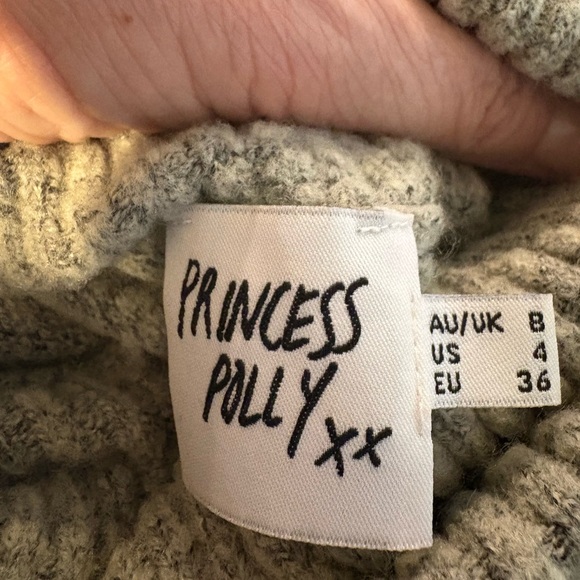 PRINCESS
POLLY
xx
AU/UK 8
US 4
EU 36